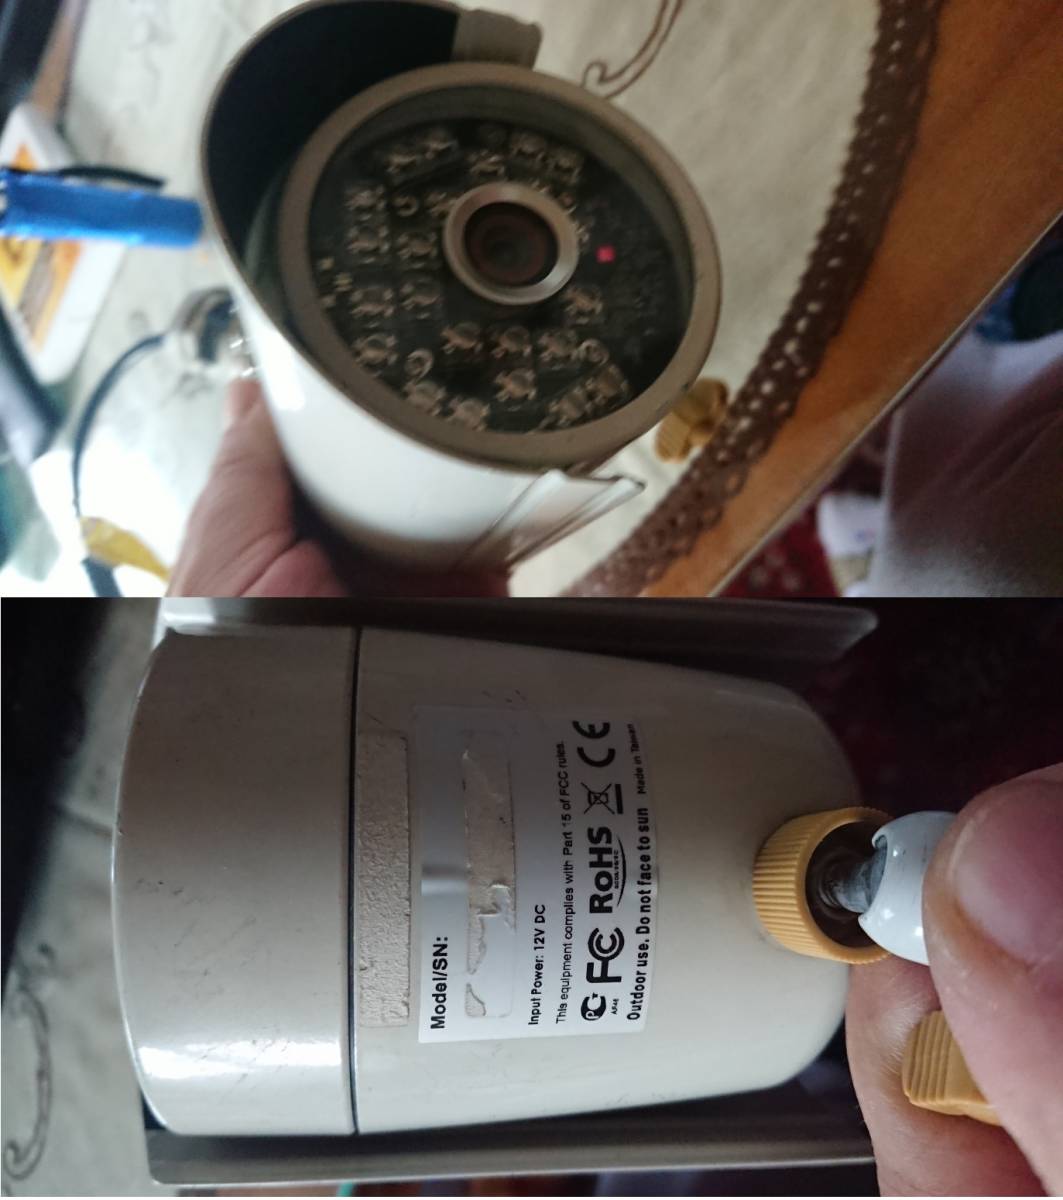 Model/SN:
Input Power: 12V DC
This equipment complies with Part 15 of FCC rules.
FC RoHS CE
Outdoor use. Do not face to sun Made in Taiwan